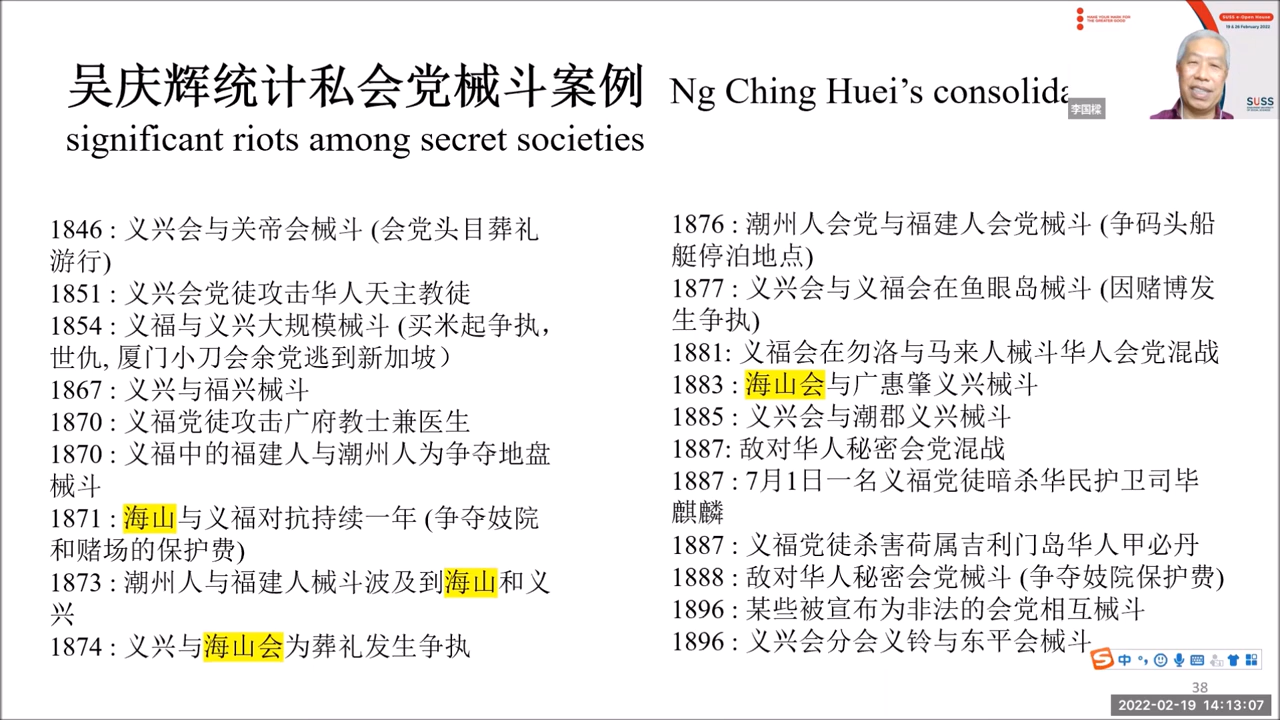 MAKE YOUR MARK FOR
THE GREATER GOOD
SUSS e-Open House
19 & 26 February 2022
吴庆辉统计私会党械斗案例 Ng Ching Huei’s consolida
significant riots among secret societies
李国樑
SUSS
1846 : 义兴会与关帝会械斗 (会党头目葬礼
游行)
1851 : 义兴会党徒攻击华人天主教徒
1854 : 义福与义兴大规模械斗 (买米起争执,
世仇, 厦门小刀会余党逃到新加坡）
1867 : 义兴与福兴械斗
1870 : 义福党徒攻击广府教士兼医生
1870 : 义福中的福建人与潮州人为争夺地盘
械斗
1871 : 海山与义福对抗持续一年 (争夺妓院
和赌场的保护费)
1873 : 潮州人与福建人械斗波及到海山和义
兴
1874 : 义兴与海山会为葬礼发生争执
1876 : 潮州人会党与福建人会党械斗 (争码头船
艇停泊地点)
1877 : 义兴会与义福会在鱼眼岛械斗 (因赌博发
生争执)
1881: 义福会在勿洛与马来人械斗华人会党混战
1883 : 海山会与广惠肇义兴械斗
1885 : 义兴会与潮郡义兴械斗
1887: 敌对华人秘密会党混战
1887 : 7月1日一名义福党徒暗杀华民护卫司毕
麒麟
1887 : 义福党徒杀害荷属吉利门岛华人甲必丹
1888 : 敌对华人秘密会党械斗 (争夺妓院保护费)
1896 : 某些被宣布为非法的会党相互械斗
1896 : 义兴会分会义铃与东平会械斗
中
38
2022-02-19 14:13:07